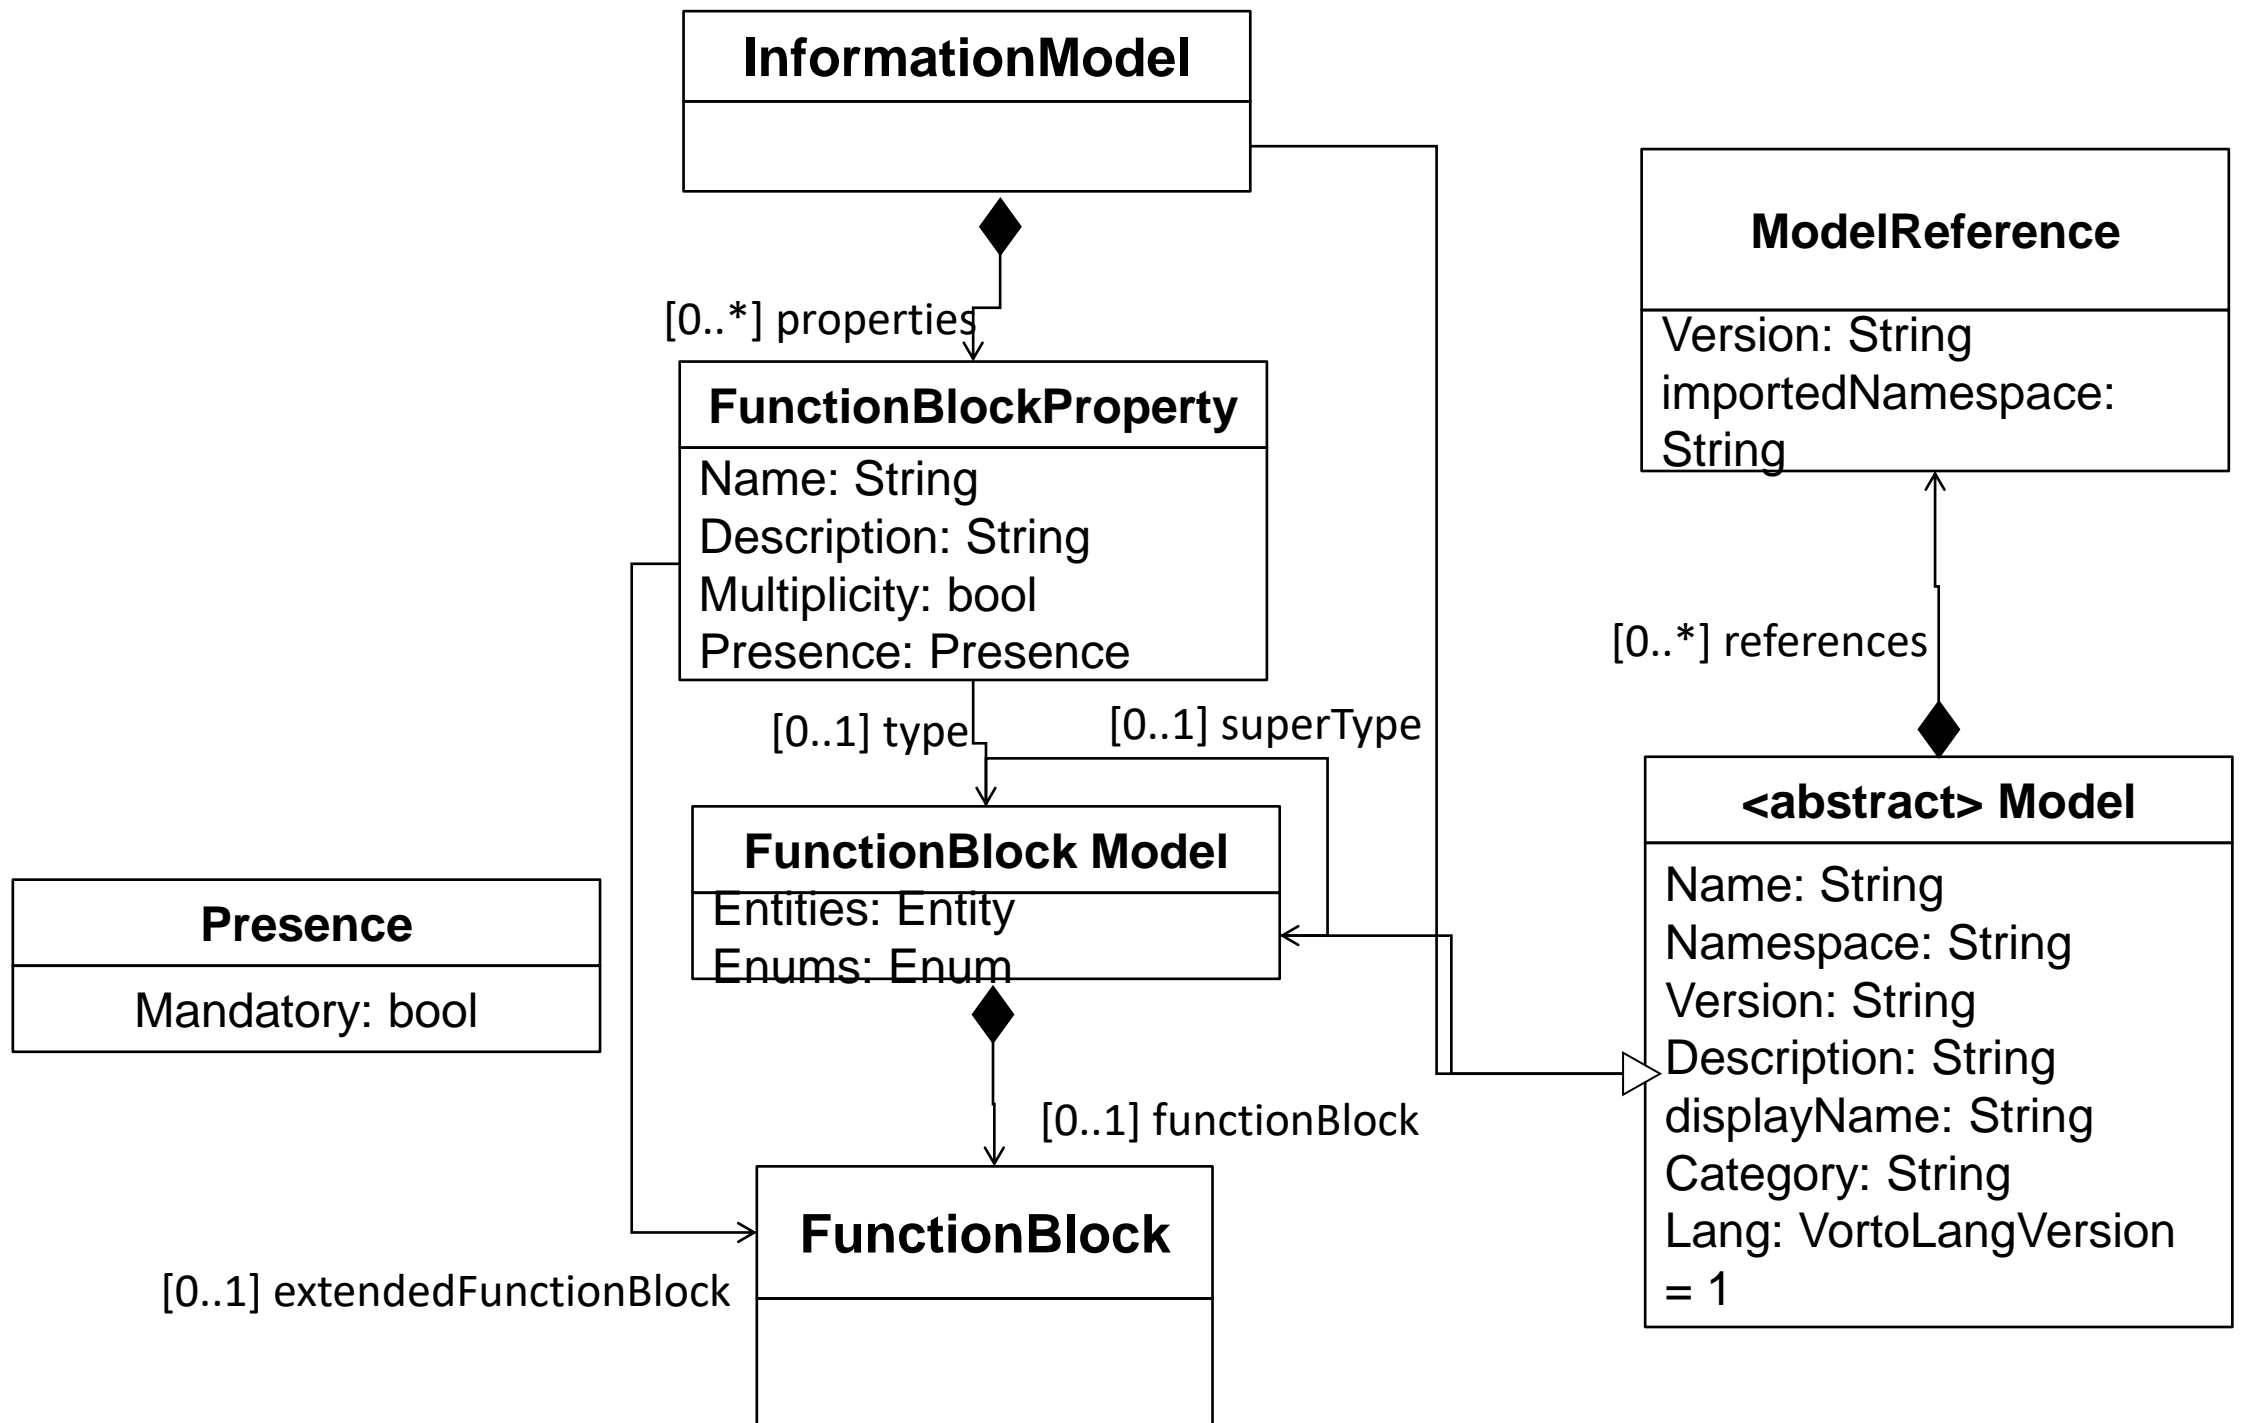 InformationModel
[0..*] properties
FunctionBlockProperty
Name: String
Description: String
Multiplicity: bool
Presence: Presence
[0..1] type
[0..1] superType
FunctionBlock Model
Entities: Entity
Enums: Enum
Presence
Mandatory: bool
[0..1] functionBlock
FunctionBlock
[0..1] extendedFunctionBlock
ModelReference
Version: String
importedNamespace:
String
[0..*] references
<abstract> Model
Name: String
Namespace: String
Version: String
Description: String
displayName: String
Category: String
Lang: VortoLangVersion
= 1